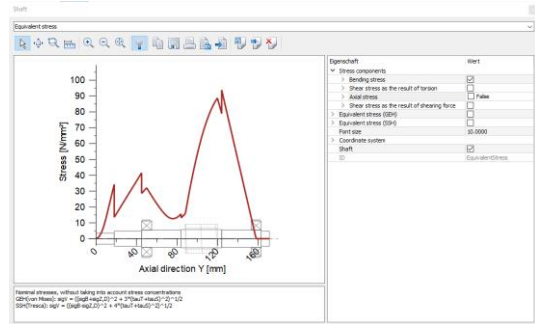 Shaft
Equivalent stress
Stress [N/mm²]
100
90
80
70
60
50
40
30
20
10
0
0 40 80 120 160
Axial direction Y [mm]
Eigenschaft Wert
Stress components
Bending stress
Shear stress as the result of torsion
Axial stress False
Shear stress as the result of shearing force
Equivalent stress (GEH)
Equivalent stress (SSH)
Font size 10.0000
Coordinate system
Shaft
ID EquivalentStress
Nominal stresses, without taking into account stress concentrations
GEH(von Mises): sigV = ((sigB+sigZ,D)^2 + 3*(tauT+tauS)^2)^1/2
SSH(Tresca): sigV = ((sigB-sigZ,D)^2 + 4*(tauT+tauS)^2)^1/2